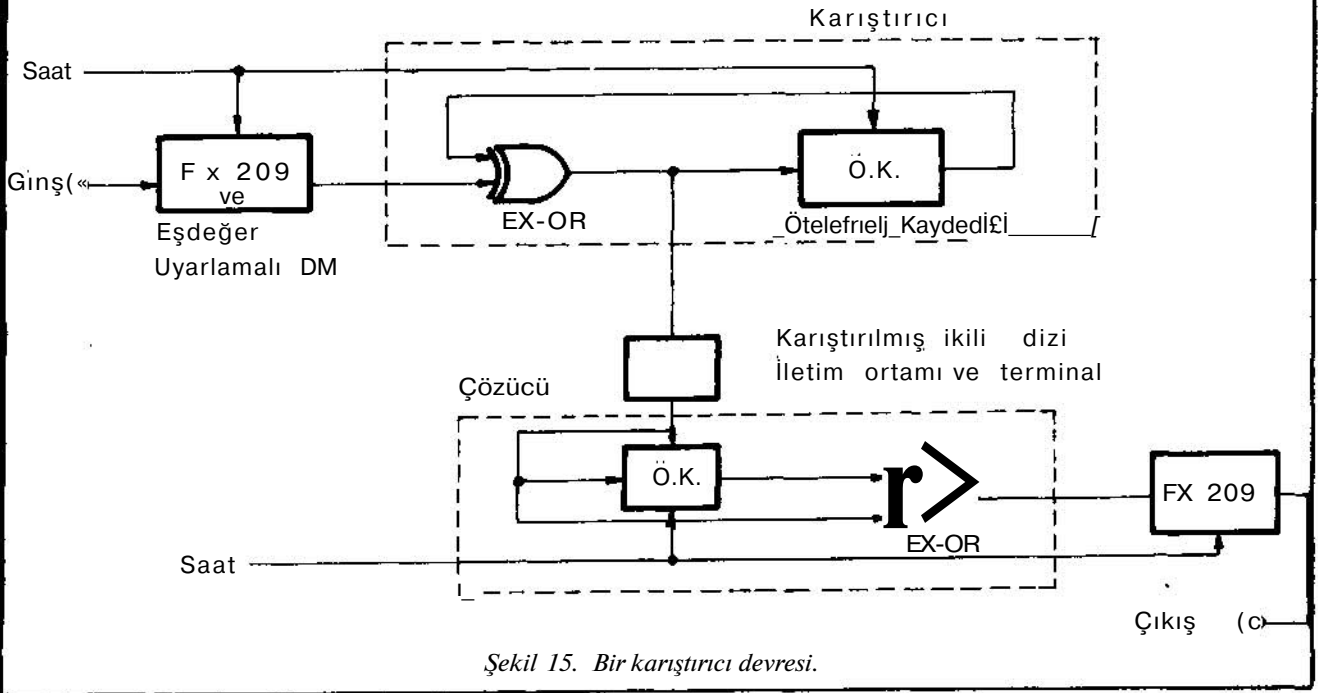 Karıştırıcı
Saat
Giriş(«
F x 209
ve
Eşdeğer
Uyarlamalı DM
EX-OR
Ö.K.
Karıştırılmış ikili dizi
İletim ortamı ve terminal
Çözücü
Ö.K.
EX-OR
FX 209
Saat
Çıkış (c)
Şekil 15. Bir karıştırıcı devresi.